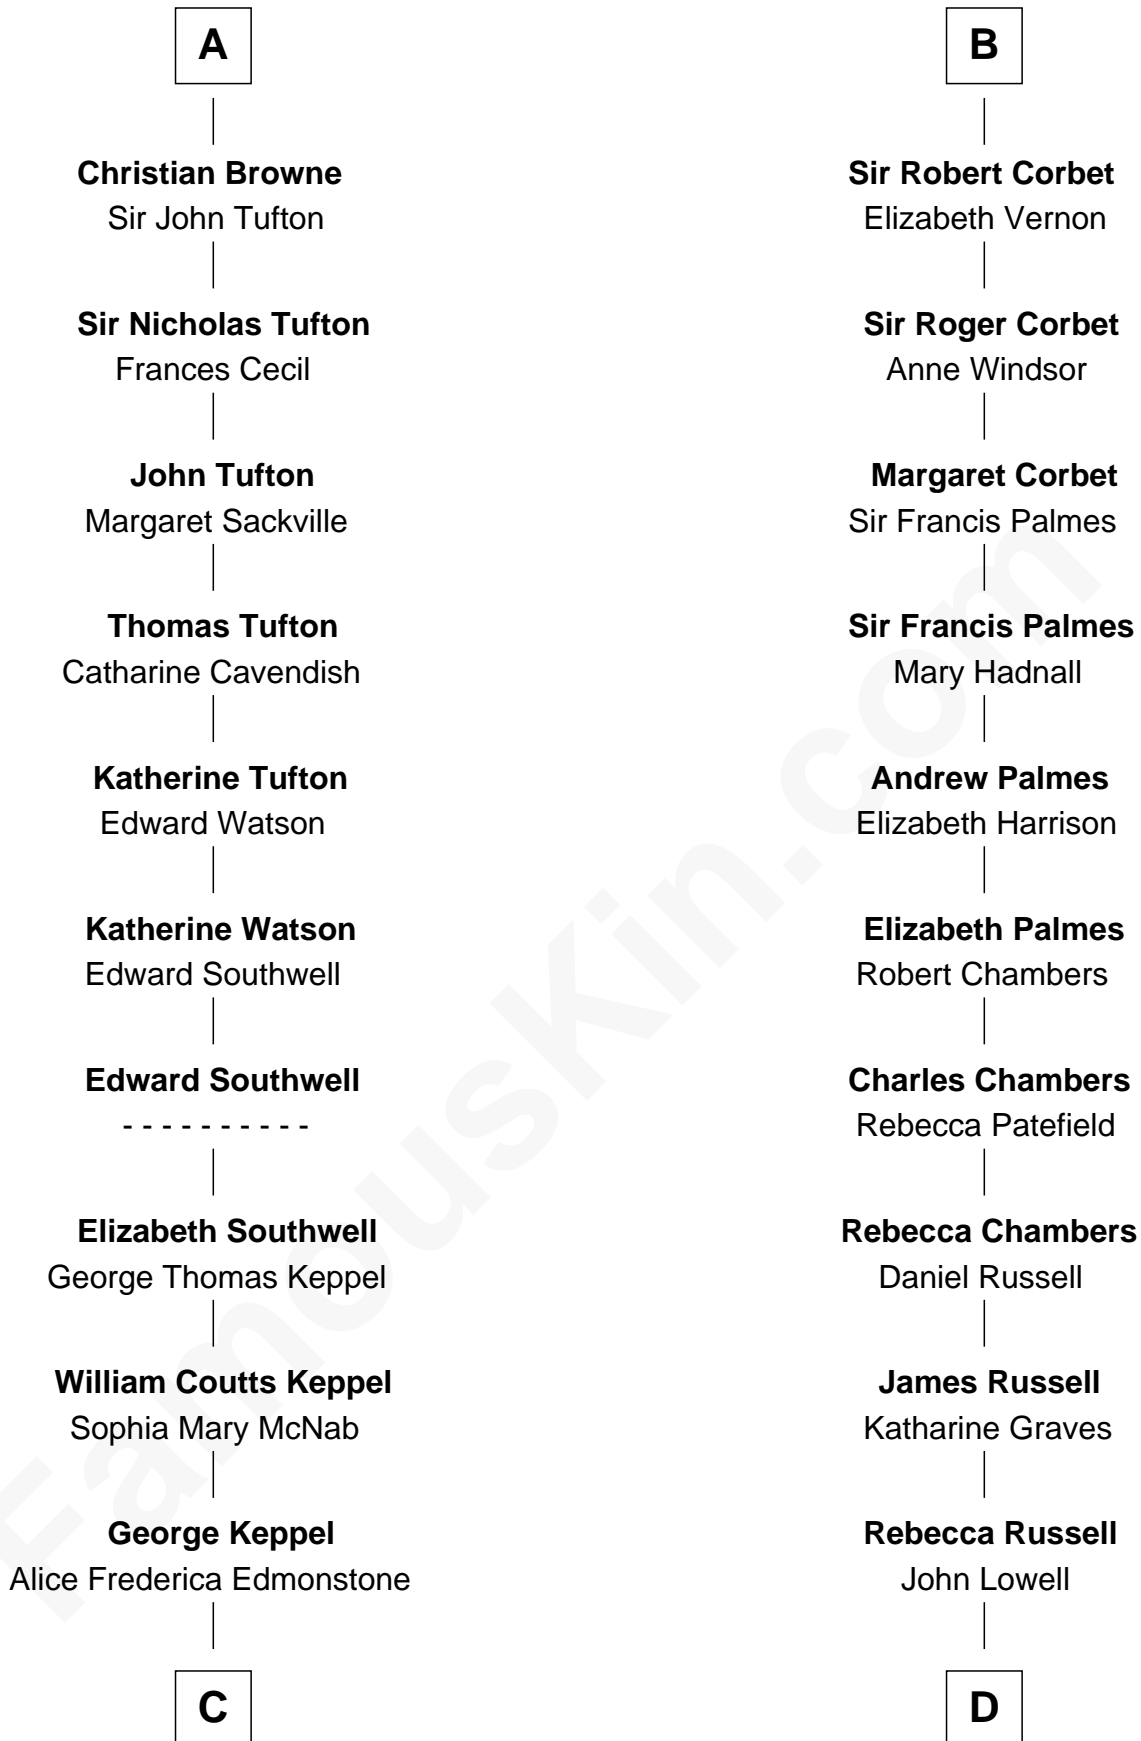 A
Christian Browne
Sir John Tufton
Sir Nicholas Tufton
Frances Cecil
John Tufton
Margaret Sackville
Thomas Tufton
Catharine Cavendish
Katherine Tufton
Edward Watson
Katherine Watson
Edward Southwell
Edward Southwell
- - - - - - - - - -
Elizabeth Southwell
George Thomas Keppel
William Coutts Keppel
Sophia Mary McNab
George Keppel
Alice Frederica Edmonstone
C
B
Sir Robert Corbet
Elizabeth Vernon
Sir Roger Corbet
Anne Windsor
Margaret Corbet
Sir Francis Palmes
Sir Francis Palmes
Mary Hadnall
Andrew Palmes
Elizabeth Harrison
Elizabeth Palmes
Robert Chambers
Charles Chambers
Rebecca Patefield
Rebecca Chambers
Daniel Russell
James Russell
Katharine Graves
Rebecca Russell
John Lowell
D
FamousKin.com